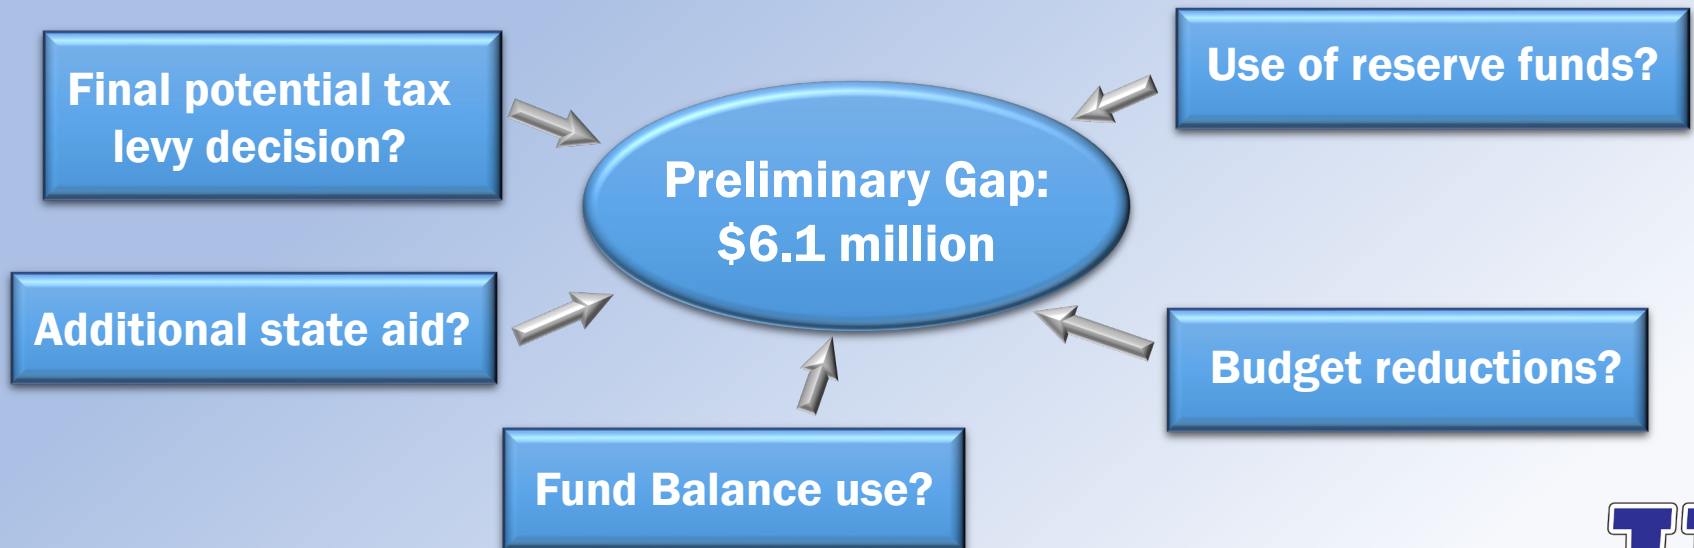 Final potential tax
levy decision?
Use of reserve funds?
Preliminary Gap:
$6.1 million
Additional state aid?
Budget reductions?
Fund Balance use?